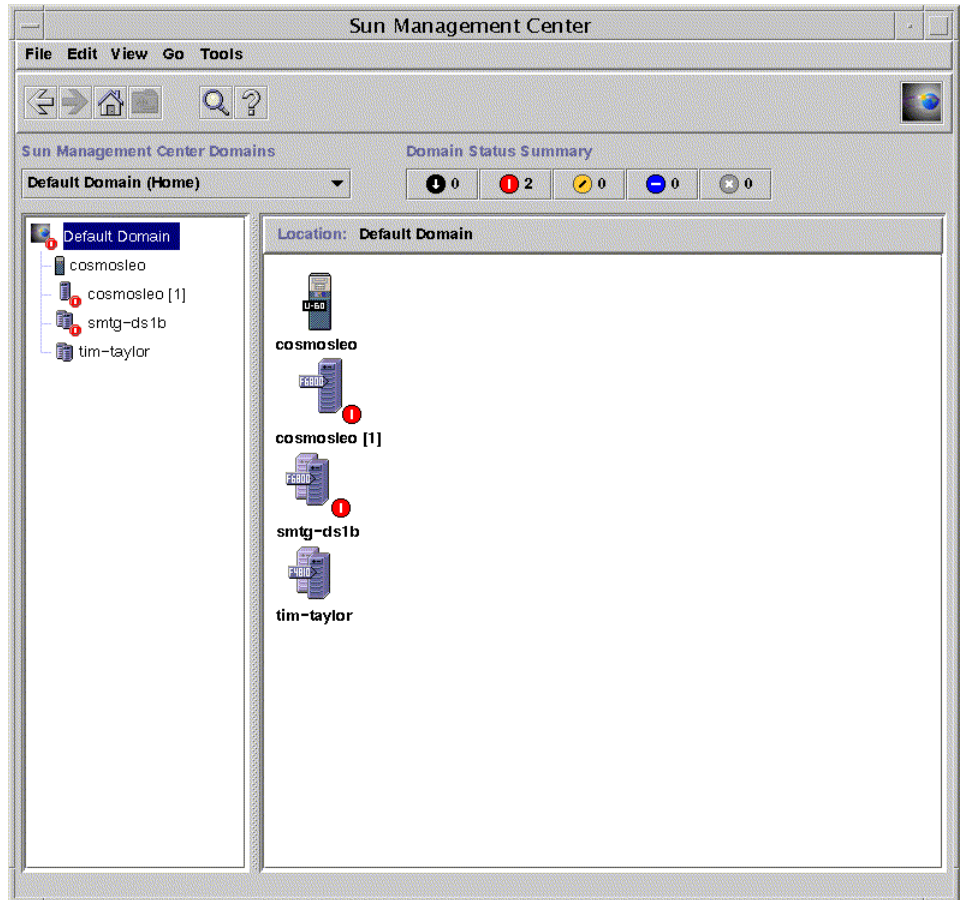 Sun Management Center
File Edit View Go Tools
Sun Management Center Domains
Domain Status Summary
Default Domain (Home)
0 2 0 0 0
Default Domain
cosmosleo
cosmosleo [1]
smtg-ds1b
tim-taylor
Location: Default Domain
U-60
cosmosleo
F6800
cosmosleo [1]
F6800
smtg-ds1b
F4810
tim-taylor